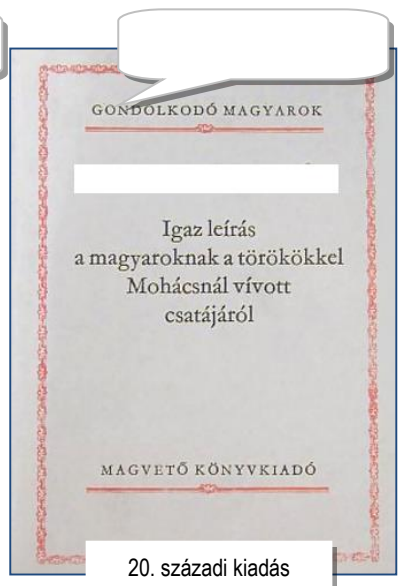 GONDOLKODÓ MAGYAROK
Igaz leírás
a magyaroknak a törökökkel
Mohácsnál vívott
csatájáról
MAGVETŐ KÖNYVKIADÓ
20. századi kiadás